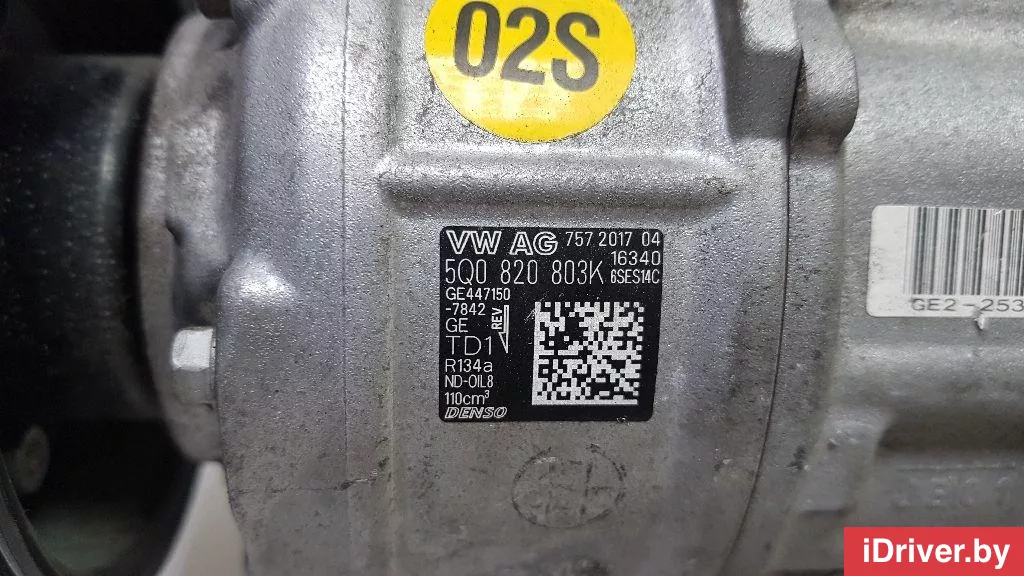 02S
VW AG 757 2017 04
16340
5Q0 820 803K 6SES14C
GE447150
-7842
GE REV
TD1
R134a
ND-OIL8
110cm³
DENSO
GE2-253
iDriver.by